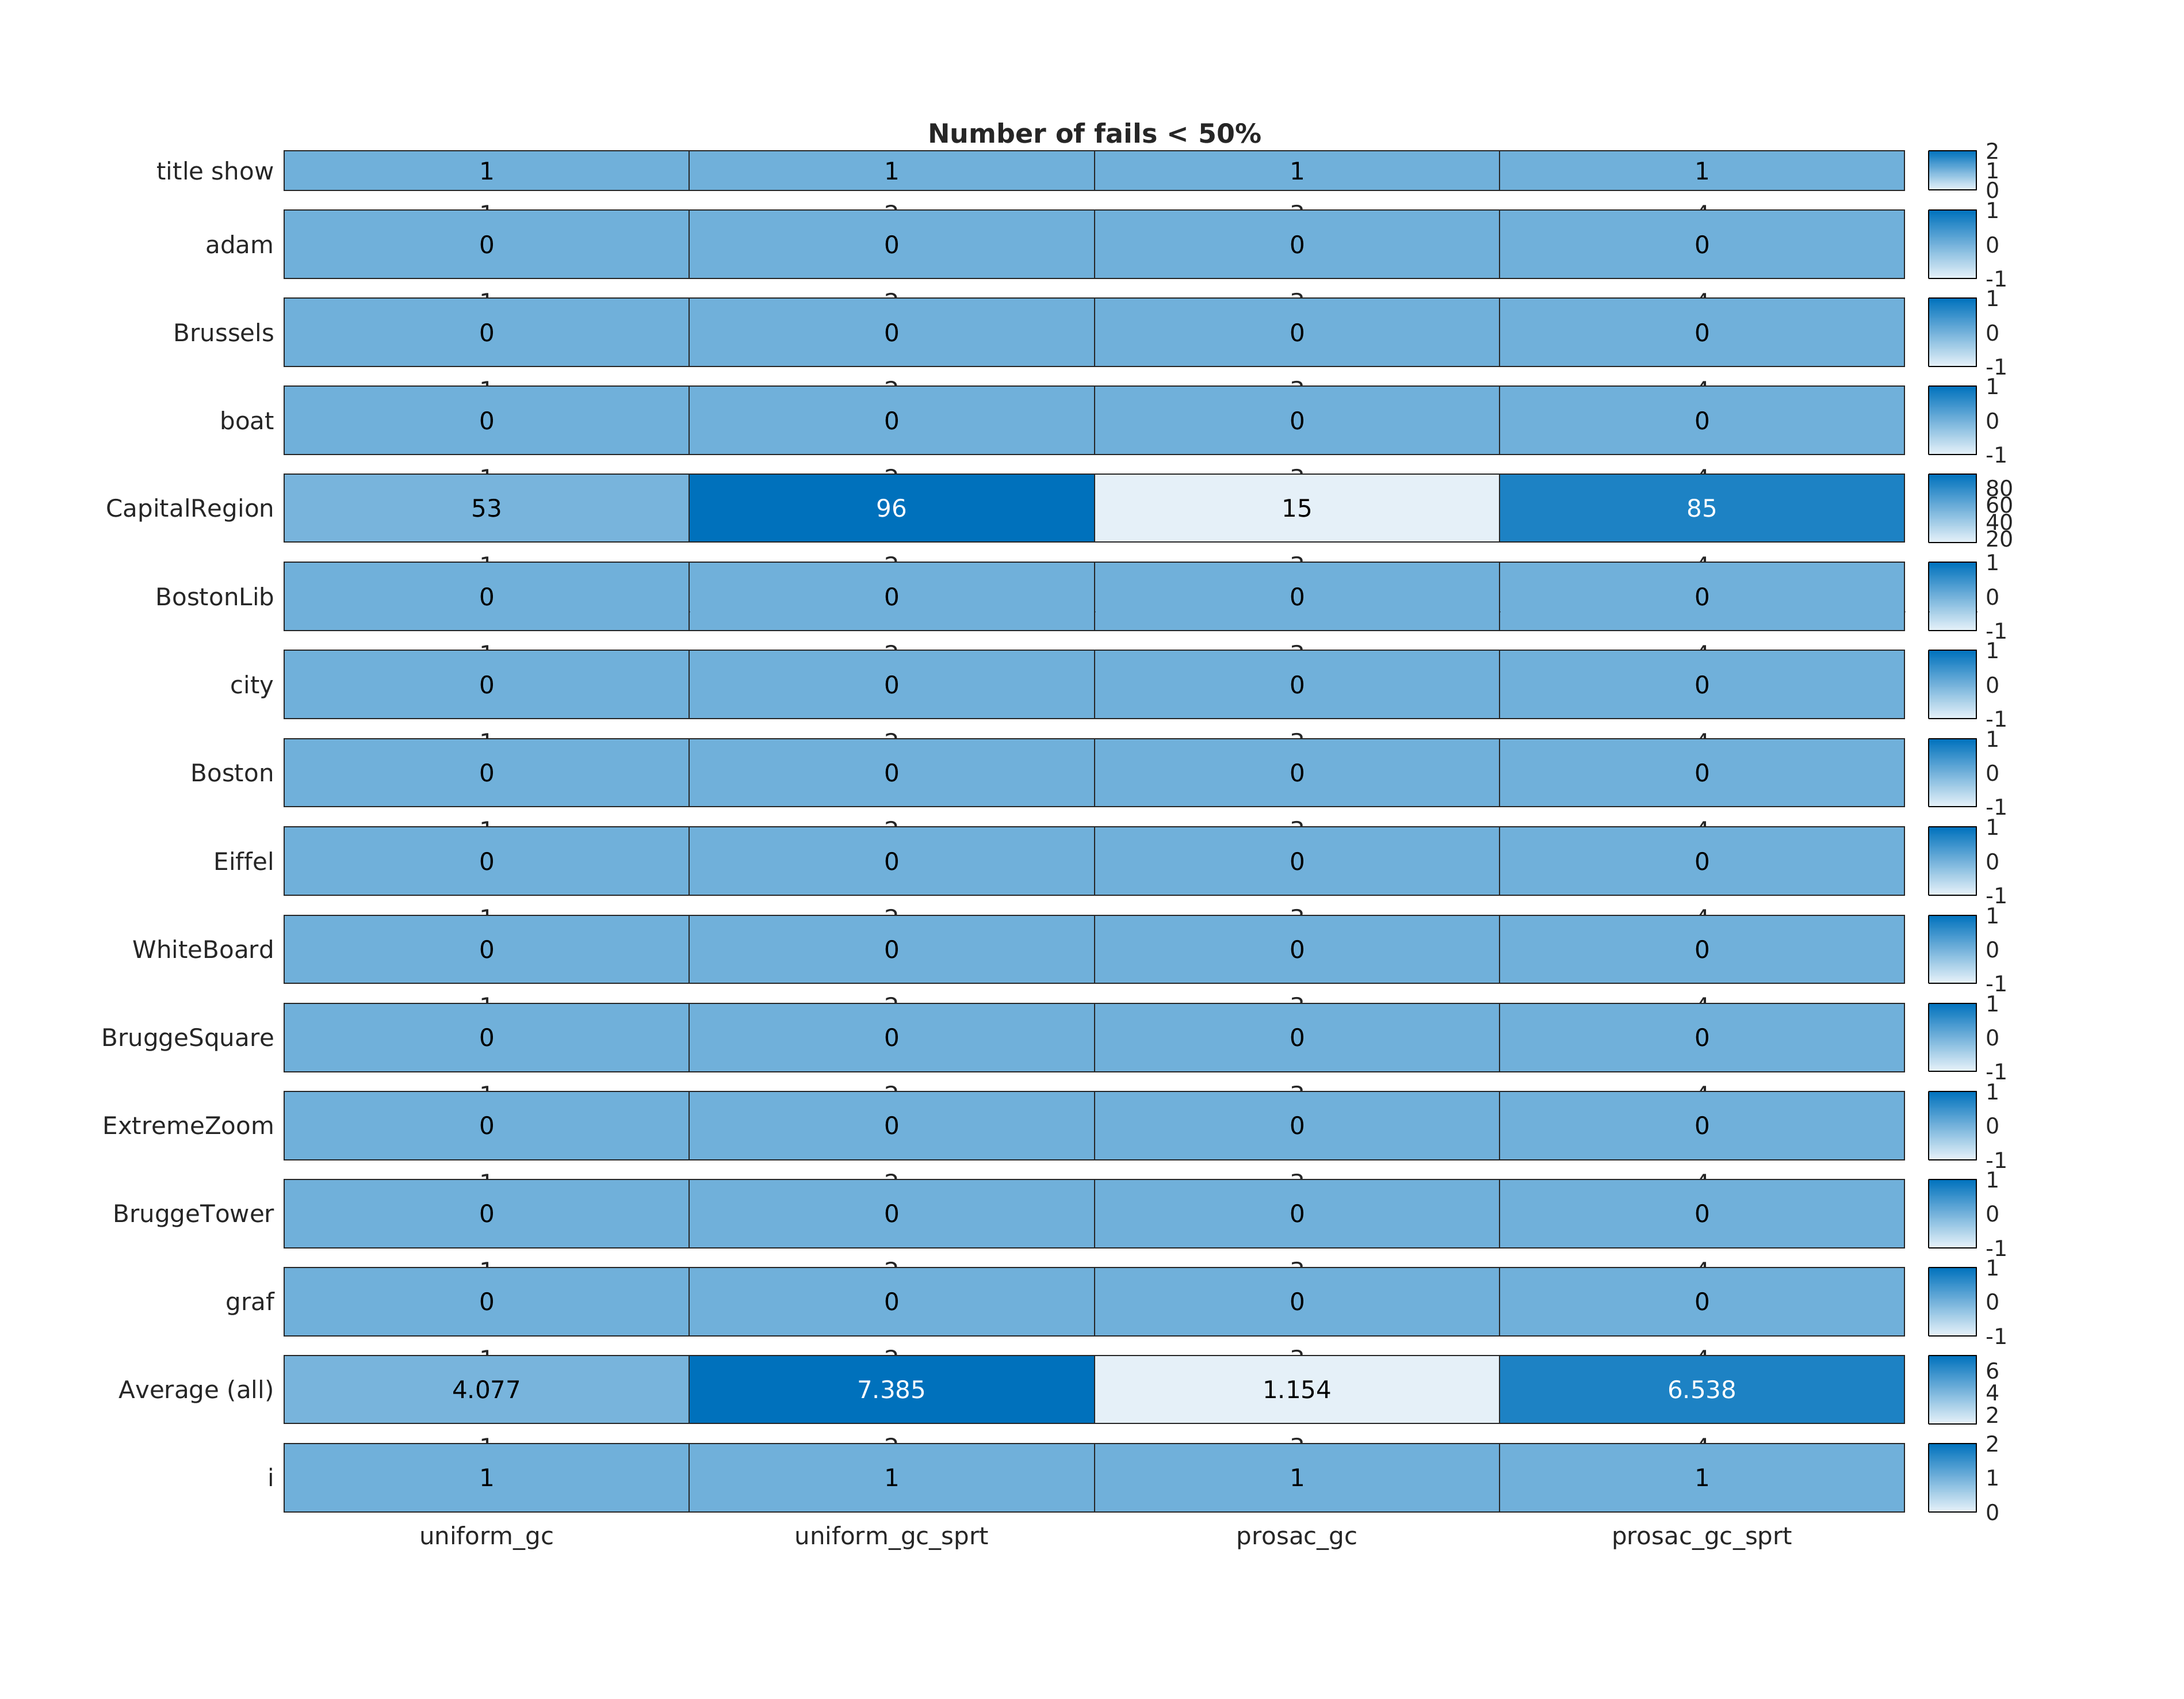 Number of fails < 50%
title show 1 1 1 1 2 1 0
adam 0 0 0 0 1 0 -1
Brussels 0 0 0 0 1 0 -1
boat 0 0 0 0 1 0 -1
CapitalRegion 53 96 15 85 80 60 40 20
BostonLib 0 0 0 0 1 0 -1
city 0 0 0 0 1 0 -1
Boston 0 0 0 0 1 0 -1
Eiffel 0 0 0 0 1 0 -1
WhiteBoard 0 0 0 0 1 0 -1
BruggeSquare 0 0 0 0 1 0 -1
ExtremeZoom 0 0 0 0 1 0 -1
BruggeTower 0 0 0 0 1 0 -1
graf 0 0 0 0 1 0 -1
Average (all) 4.077 7.385 1.154 6.538 6 4 2
i 1 1 1 1 2 1 0
uniform_gc uniform_gc_sprt prosac_gc prosac_gc_sprt